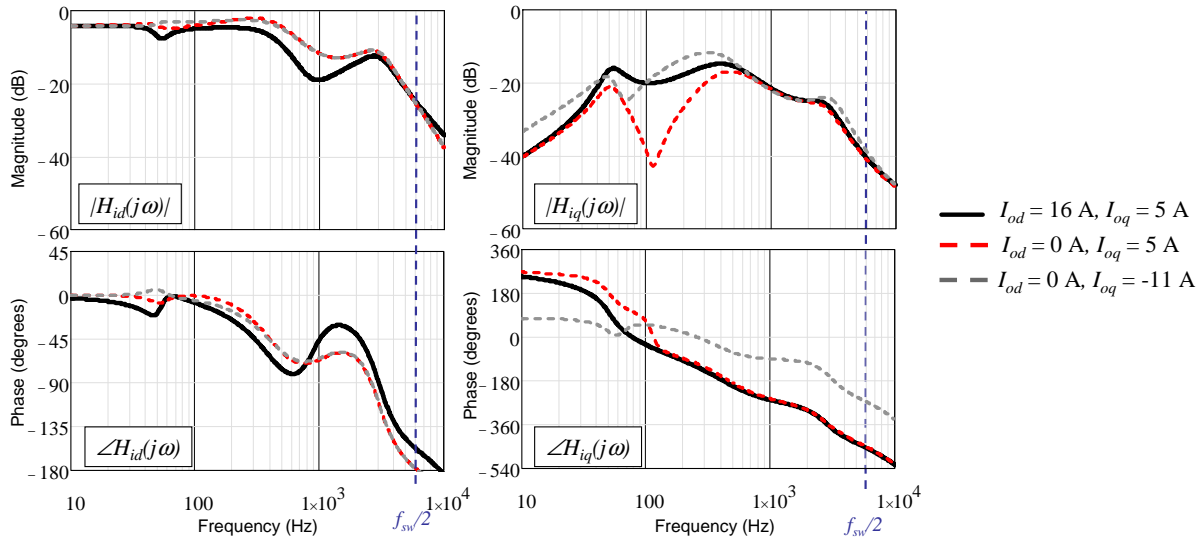 Magnitude (dB)
0
− 20
− 40
− 60
|H_id(jω)|
Phase (degrees)
45
0
− 45
− 90
− 135
− 180
∠H_id(jω)
10
100
1×10³
1×10⁴
Frequency (Hz)
f_sw/2
Magnitude (dB)
0
− 20
− 40
60
|H_iq(jω)|
Phase (degrees)
360
180
0
− 180
− 360
− 540
∠H_iq(jω)
10
100
1×10³
1×10⁴
Frequency (Hz)
f_sw/2
I_od = 16 A, I_oq = 5 A
I_od = 0 A, I_oq = 5 A
I_od = 0 A, I_oq = -11 A